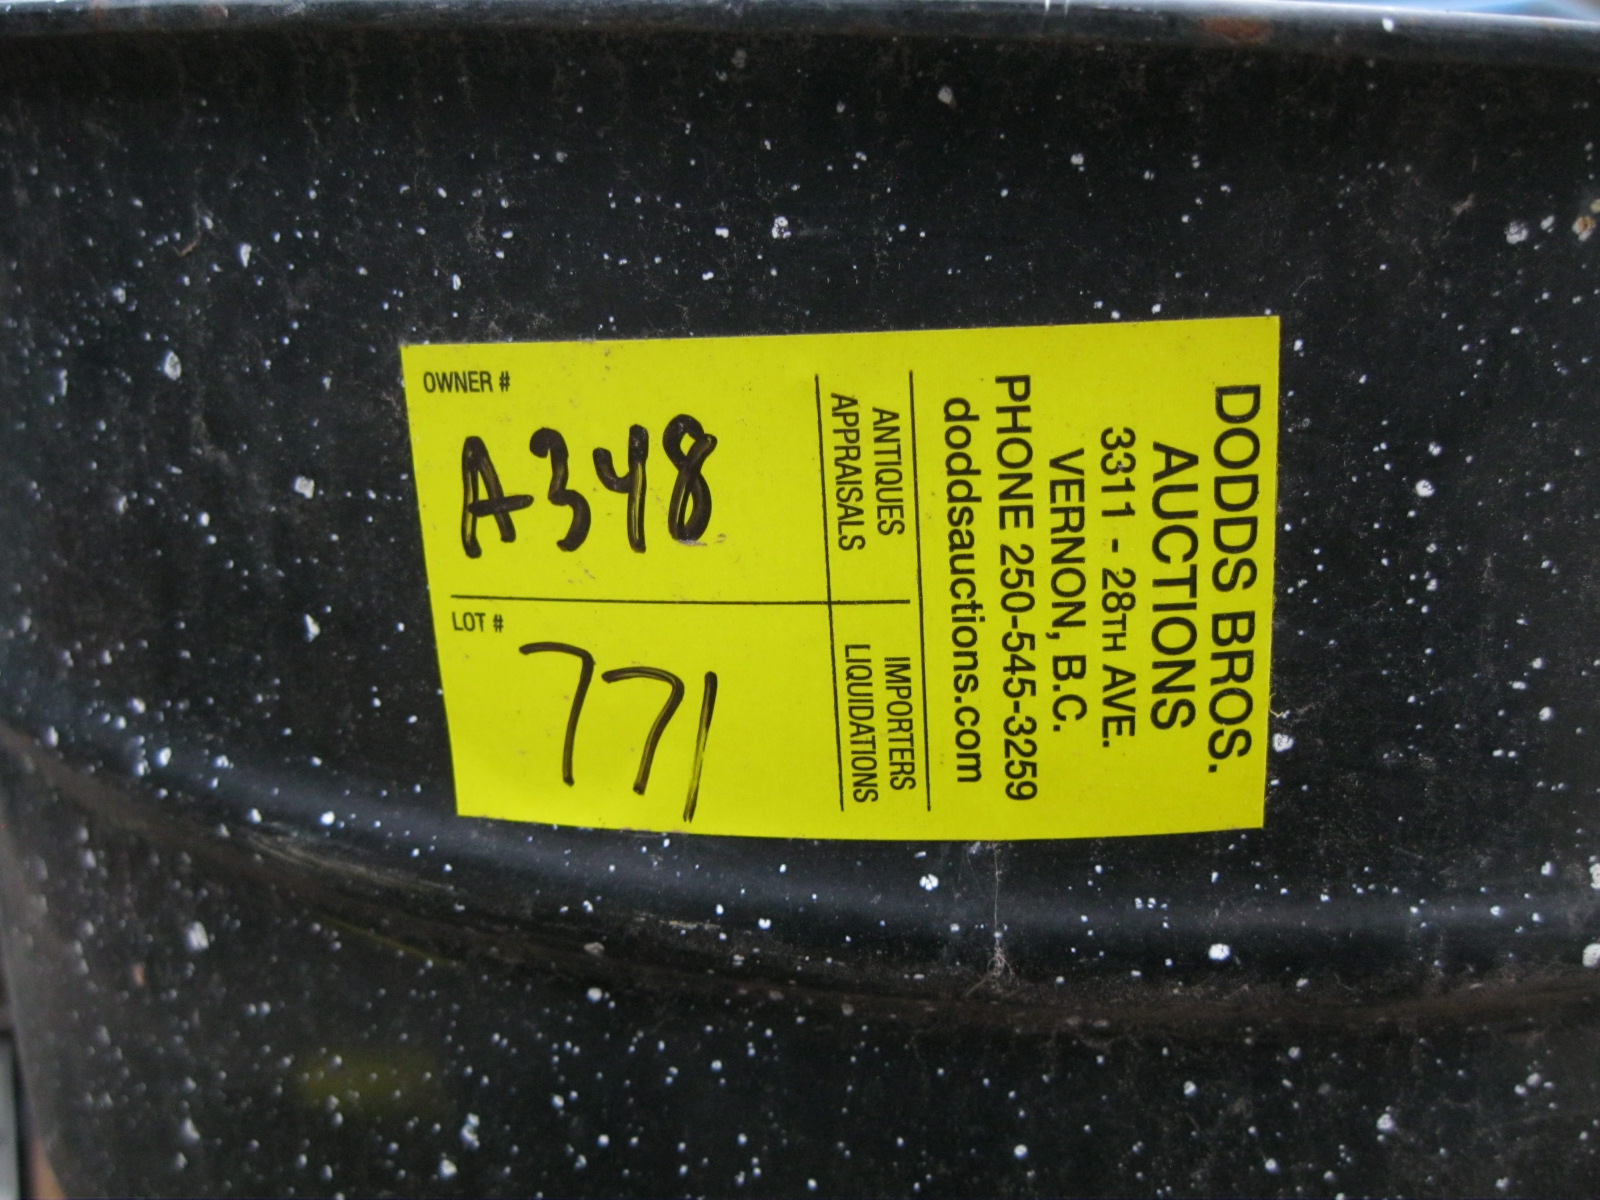 DODDS BROS.
AUCTIONS
3311 - 28TH AVE.
VERNON, B.C.
PHONE 250-545-3259
doddsauctions.com
ANTIQUES
APPRAISALS
IMPORTERS
LIQUIDATIONS
OWNER #
A348
LOT #
771